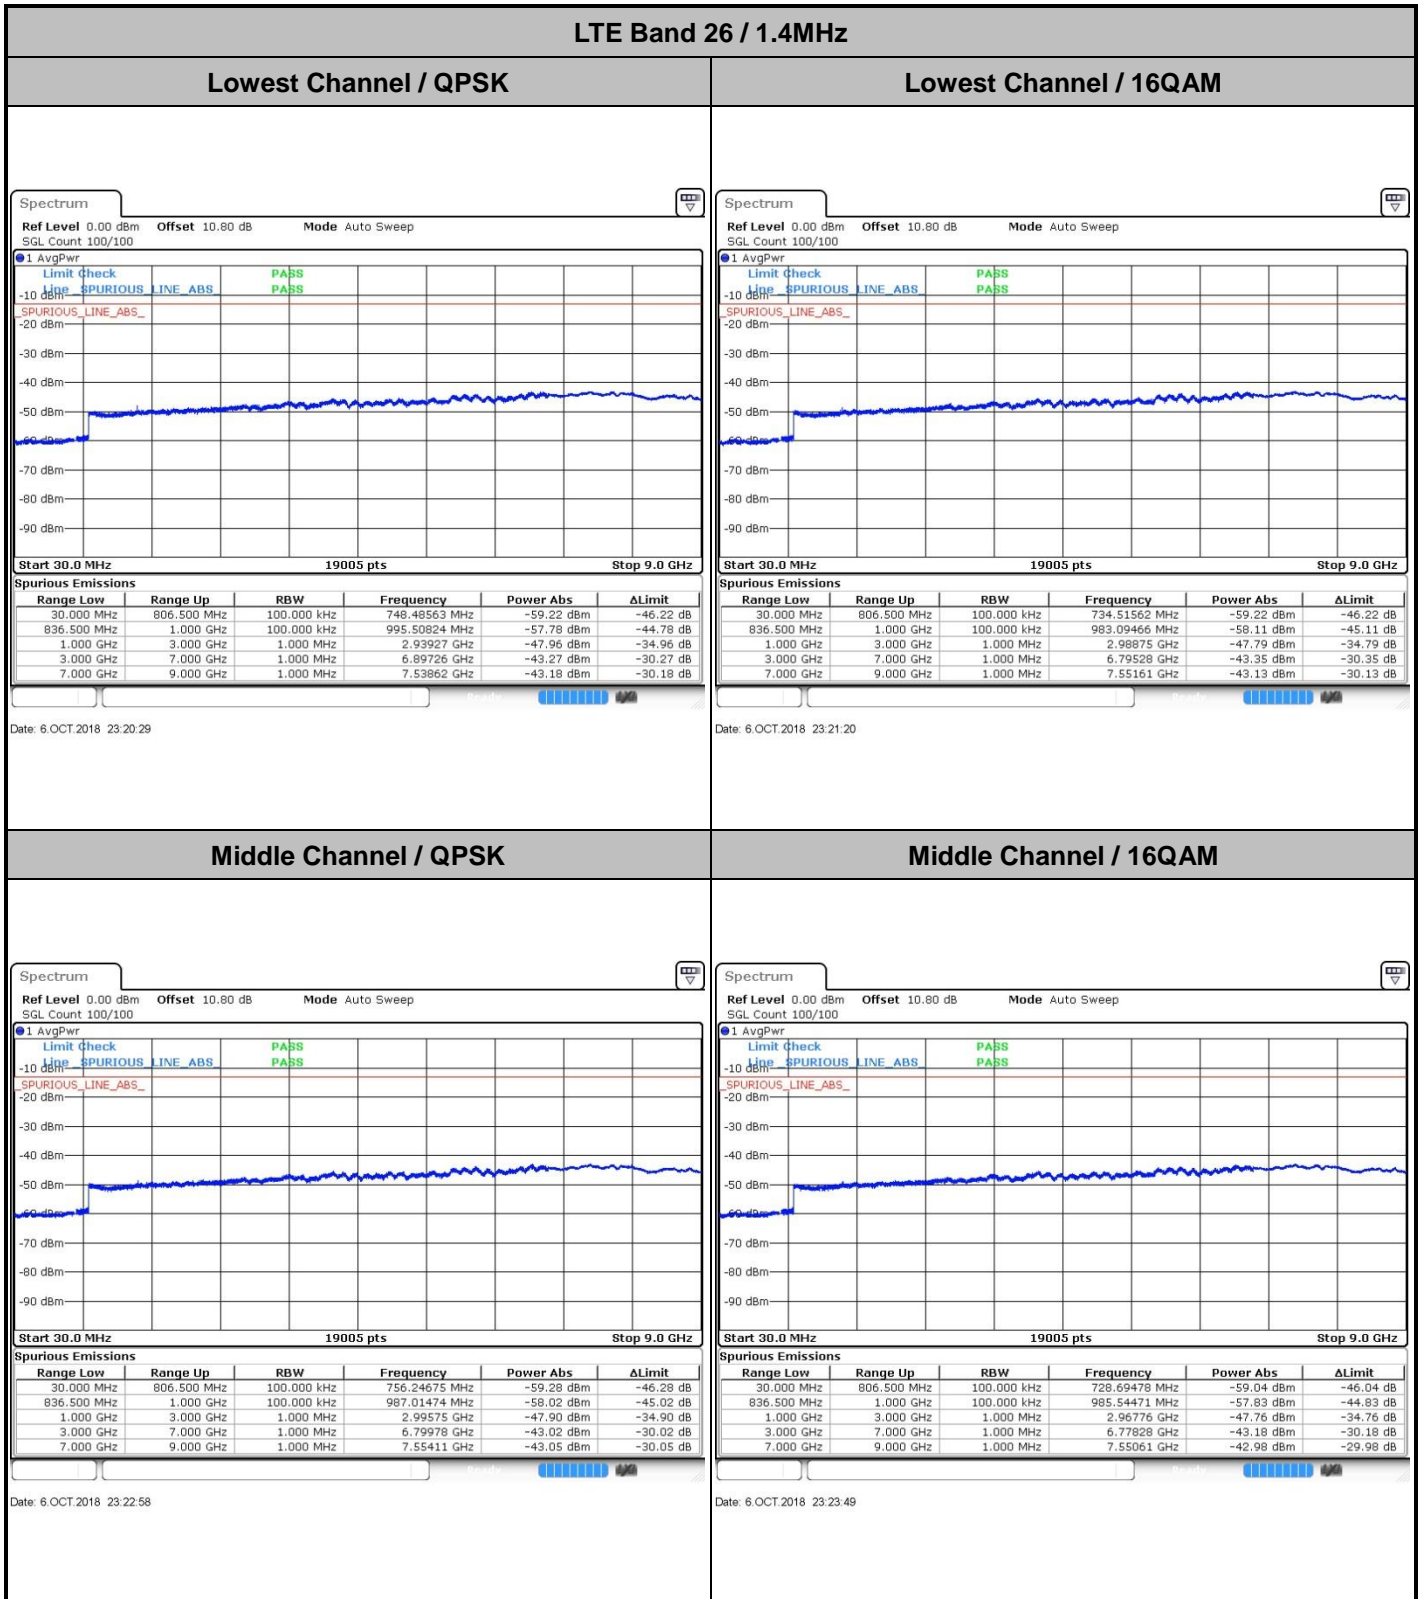 LTE Band 26 / 1.4MHz
Lowest Channel / QPSK
Lowest Channel / 16QAM
Spectrum
Ref Level 0.00 dBm Offset 10.80 dB Mode Auto Sweep
SGL Count 100/100
1 AvgPwr
Limit Check PASS
-10 dBm Line _SPURIOUS_LINE_ABS_ PASS
_SPURIOUS_LINE_ABS_
-20 dBm
-30 dBm
-40 dBm
-50 dBm
-60 dBm
-70 dBm
-80 dBm
-90 dBm
Start 30.0 MHz 19005 pts Stop 9.0 GHz
Spurious Emissions
Range Low Range Up RBW Frequency Power Abs ΔLimit
30.000 MHz 806.500 MHz 100.000 kHz 748.48563 MHz -59.22 dBm -46.22 dB
836.500 MHz 1.000 GHz 100.000 kHz 995.50824 MHz -57.78 dBm -44.78 dB
1.000 GHz 3.000 GHz 1.000 MHz 2.93927 GHz -47.96 dBm -34.96 dB
3.000 GHz 7.000 GHz 1.000 MHz 6.89726 GHz -43.27 dBm -30.27 dB
7.000 GHz 9.000 GHz 1.000 MHz 7.53862 GHz -43.18 dBm -30.18 dB
Date: 6.OCT.2018 23:20:29
Spectrum
Ref Level 0.00 dBm Offset 10.80 dB Mode Auto Sweep
SGL Count 100/100
1 AvgPwr
Limit Check PASS
-10 dBm Line _SPURIOUS_LINE_ABS_ PASS
_SPURIOUS_LINE_ABS_
-20 dBm
-30 dBm
-40 dBm
-50 dBm
-60 dBm
-70 dBm
-80 dBm
-90 dBm
Start 30.0 MHz 19005 pts Stop 9.0 GHz
Spurious Emissions
Range Low Range Up RBW Frequency Power Abs ΔLimit
30.000 MHz 806.500 MHz 100.000 kHz 734.51562 MHz -59.22 dBm -46.22 dB
836.500 MHz 1.000 GHz 100.000 kHz 983.09466 MHz -58.11 dBm -45.11 dB
1.000 GHz 3.000 GHz 1.000 MHz 2.98875 GHz -47.79 dBm -34.79 dB
3.000 GHz 7.000 GHz 1.000 MHz 6.79528 GHz -43.35 dBm -30.35 dB
7.000 GHz 9.000 GHz 1.000 MHz 7.55161 GHz -43.13 dBm -30.13 dB
Ready
Date: 6.OCT.2018 23:21:20
Middle Channel / QPSK
Middle Channel / 16QAM
Spectrum
Ref Level 0.00 dBm Offset 10.80 dB Mode Auto Sweep
SGL Count 100/100
1 AvgPwr
Limit Check PASS
-10 dBm Line _SPURIOUS_LINE_ABS_ PASS
_SPURIOUS_LINE_ABS_
-20 dBm
-30 dBm
-40 dBm
-50 dBm
-60 dBm
-70 dBm
-80 dBm
-90 dBm
Start 30.0 MHz 19005 pts Stop 9.0 GHz
Spurious Emissions
Range Low Range Up RBW Frequency Power Abs ΔLimit
30.000 MHz 806.500 MHz 100.000 kHz 756.24675 MHz -59.28 dBm -46.28 dB
836.500 MHz 1.000 GHz 100.000 kHz 987.01474 MHz -58.02 dBm -45.02 dB
1.000 GHz 3.000 GHz 1.000 MHz 2.99575 GHz -47.90 dBm -34.90 dB
3.000 GHz 7.000 GHz 1.000 MHz 6.79978 GHz -43.02 dBm -30.02 dB
7.000 GHz 9.000 GHz 1.000 MHz 7.55411 GHz -43.05 dBm -30.05 dB
Date: 6.OCT.2018 23:22:58
Spectrum
Ref Level 0.00 dBm Offset 10.80 dB Mode Auto Sweep
SGL Count 100/100
1 AvgPwr
Limit Check PASS
-10 dBm Line _SPURIOUS_LINE_ABS_ PASS
_SPURIOUS_LINE_ABS_
-20 dBm
-30 dBm
-40 dBm
-50 dBm
-60 dBm
-70 dBm
-80 dBm
-90 dBm
Start 30.0 MHz 19005 pts Stop 9.0 GHz
Spurious Emissions
Range Low Range Up RBW Frequency Power Abs ΔLimit
30.000 MHz 806.500 MHz 100.000 kHz 728.69478 MHz -59.04 dBm -46.04 dB
836.500 MHz 1.000 GHz 100.000 kHz 985.54471 MHz -57.83 dBm -44.83 dB
1.000 GHz 3.000 GHz 1.000 MHz 2.96776 GHz -47.76 dBm -34.76 dB
3.000 GHz 7.000 GHz 1.000 MHz 6.77828 GHz -43.18 dBm -30.18 dB
7.000 GHz 9.000 GHz 1.000 MHz 7.55061 GHz -42.98 dBm -29.98 dB
Ready
Date: 6.OCT.2018 23:23:49